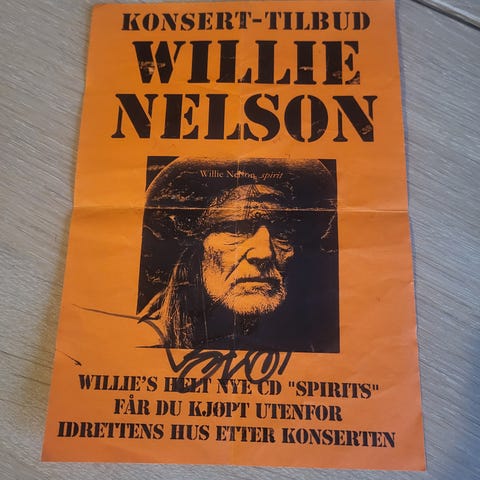 KONSERT-TILBUD
WILLIE
NELSON
Willie Nelson spirit
WILLIE'S HELT NYE CD "SPIRITS"
FÅR DU KJØPT UTENFOR
IDRETTENS HUS ETTER KONSERTEN